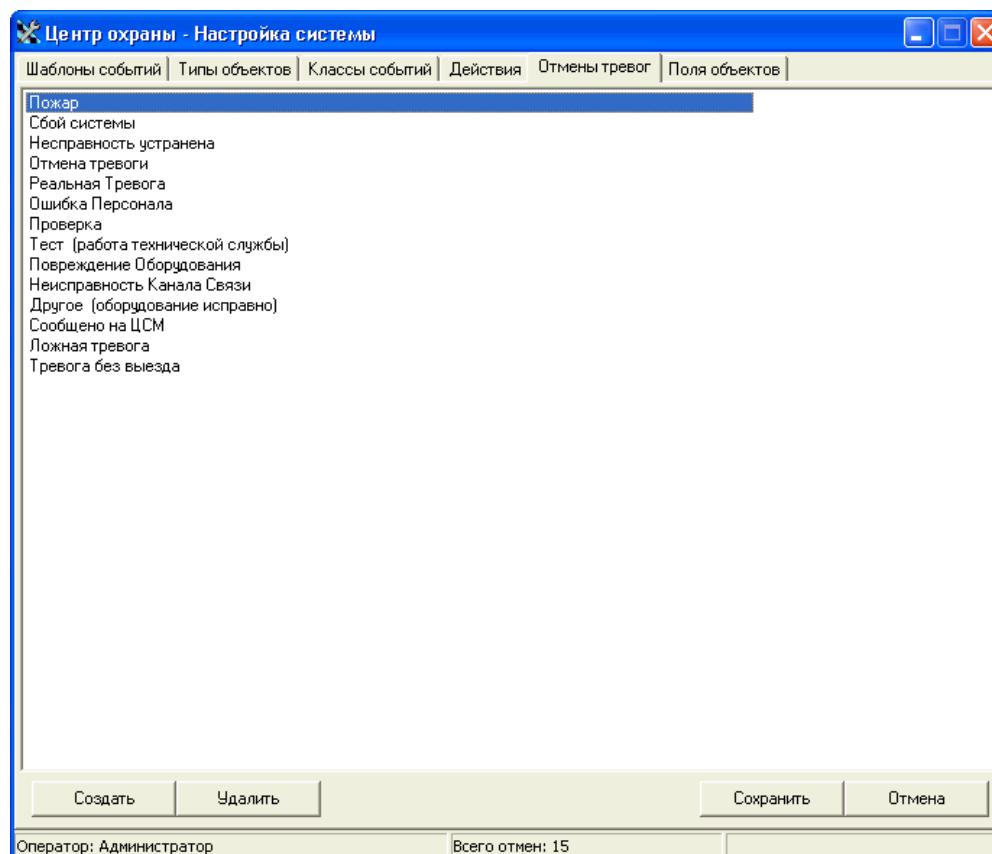 Центр охраны - Настройка системы
Шаблоны событий Типы объектов Классы событий Действия Отмены тревог Поля объектов
Пожар
Сбой системы
Несправность устранена
Отмена тревоги
Реальная Тревога
Ошибка Персонала
Проверка
Тест (работа технической службы)
Повреждение Оборудования
Неисправность Канала Связи
Другое (оборудование исправно)
Сообщено на ЦСМ
Ложная тревога
Тревога без выезда
Создать Удалить Сохранить Отмена
Оператор: Администратор Всего отмен: 15